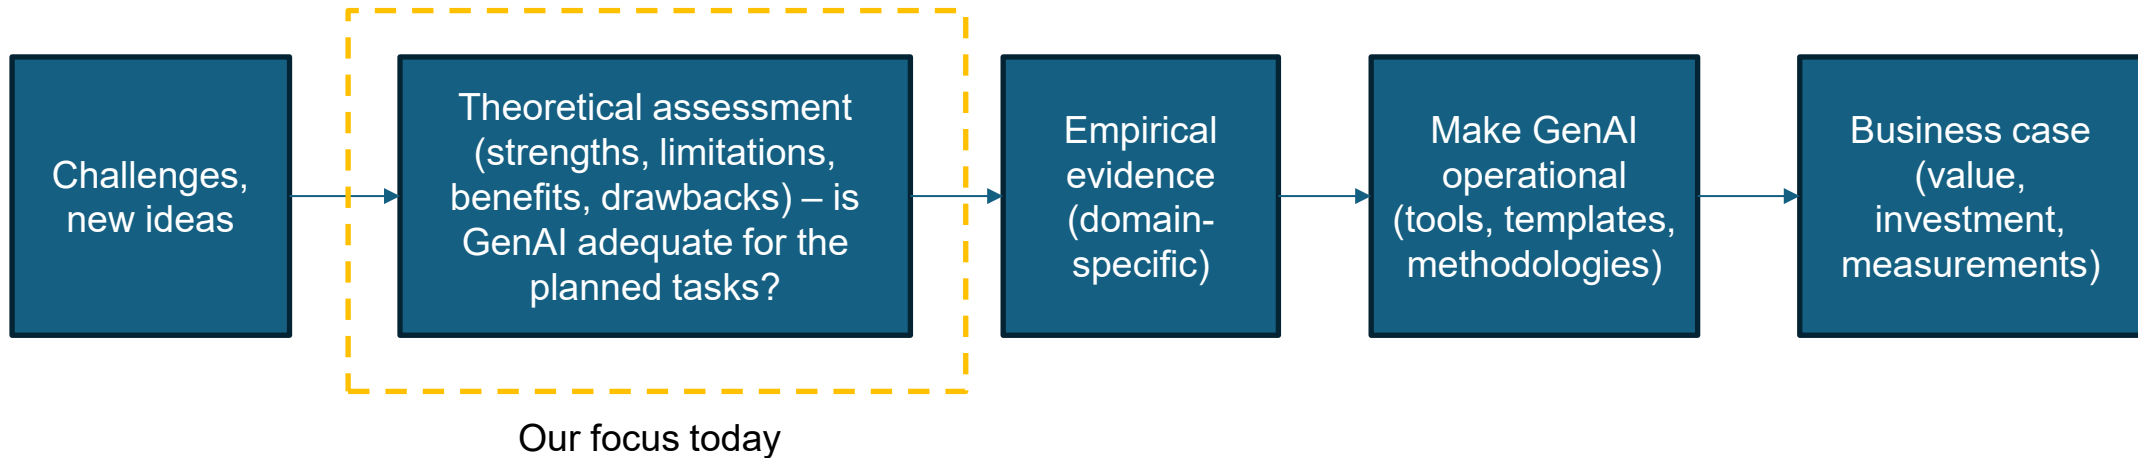 Challenges,
new ideas
Theoretical assessment
(strengths, limitations,
benefits, drawbacks) – is
GenAI adequate for the
planned tasks?
Empirical
evidence
(domain-
specific)
Make GenAI
operational
(tools, templates,
methodologies)
Business case
(value,
investment,
measurements)
Our focus today